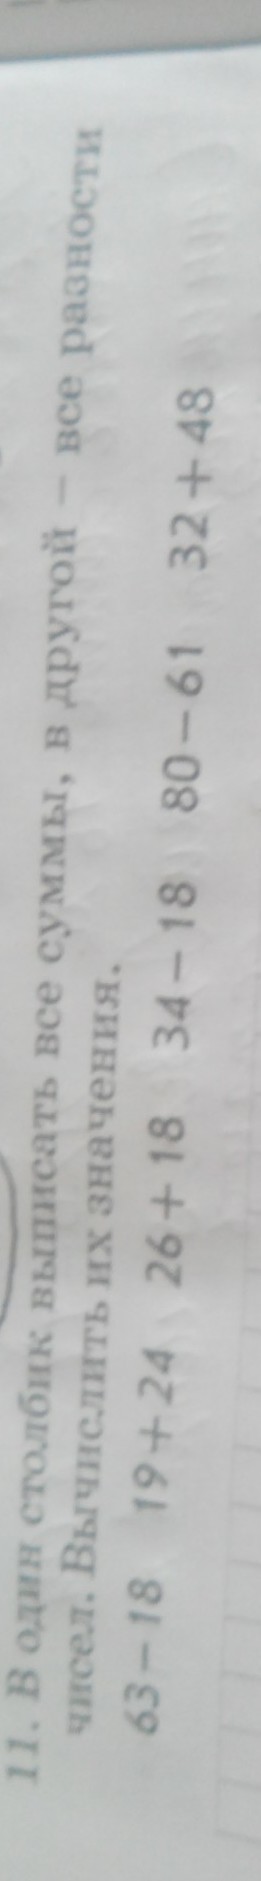 11. В один столбик выписать все суммы, в другой – все разности
чисел. Вычислить их значения.
63 – 18 19 + 24 26 + 18 34 – 18 80 – 61 32 + 48